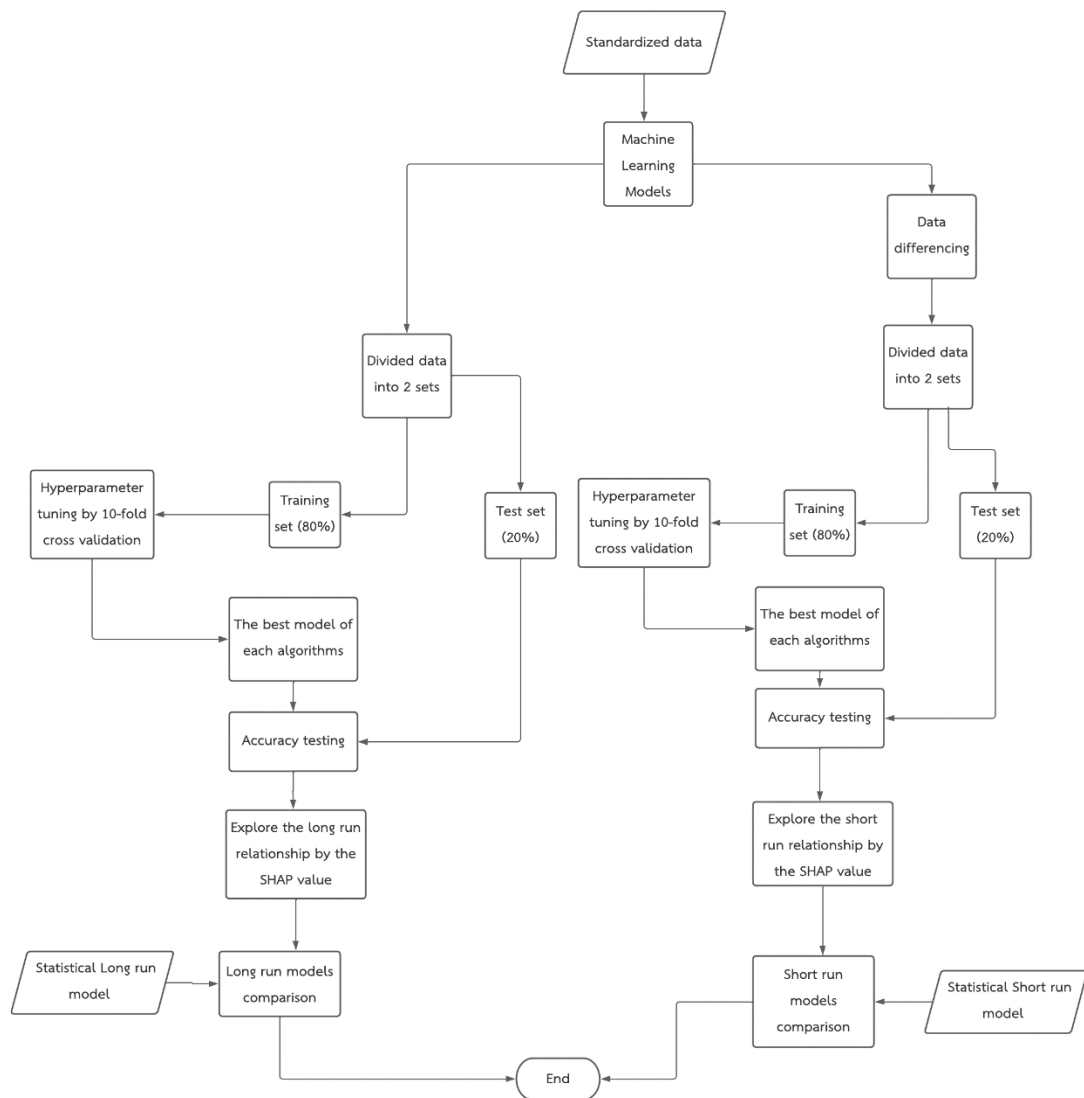 Standardized data
Machine
Learning
Models
Data
differencing
Divided data
into 2 sets
Divided data
into 2 sets
Hyperparameter
tuning by 10-fold
cross validation
Training
set (80%)
Test set
(20%)
Hyperparameter
tuning by 10-fold
cross validation
Training
set (80%)
Test set
(20%)
The best model of
each algorithms
The best model of
each algorithms
Accuracy testing
Accuracy testing
Explore the long run
relationship by the
SHAP value
Explore the short
run relationship by
the SHAP value
Statistical Long run
model
Long run models
comparison
Short run
models
comparison
Statistical Short run
model
End